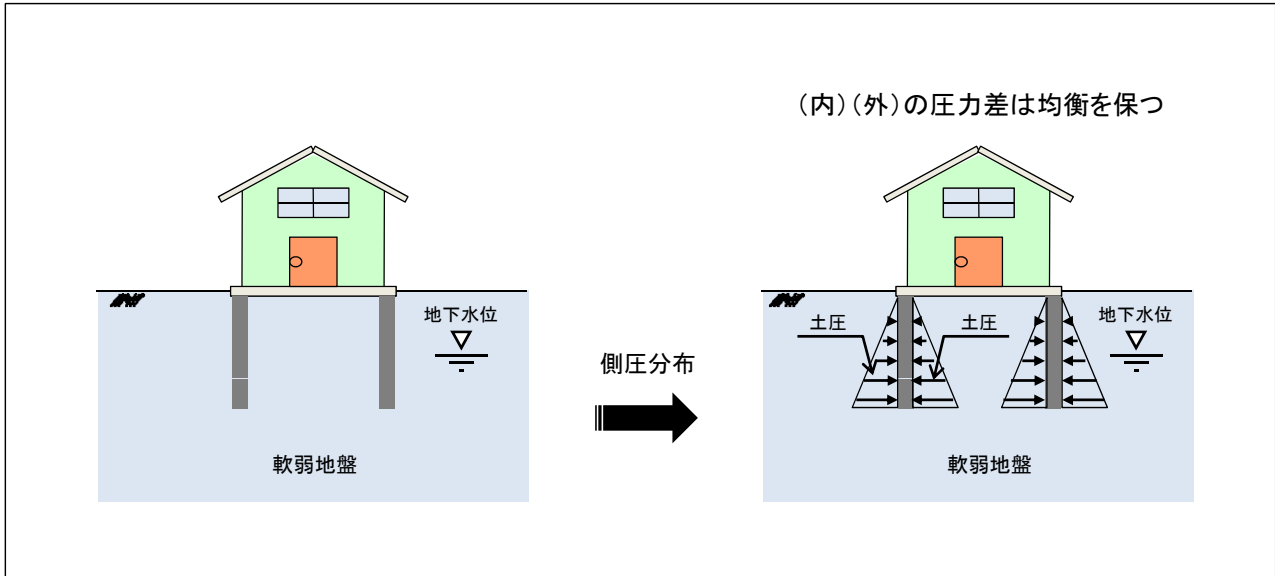 （内）（外）の圧力差は均衡を保つ
地下水位
軟弱地盤
側圧分布
土圧
土圧
地下水位
軟弱地盤